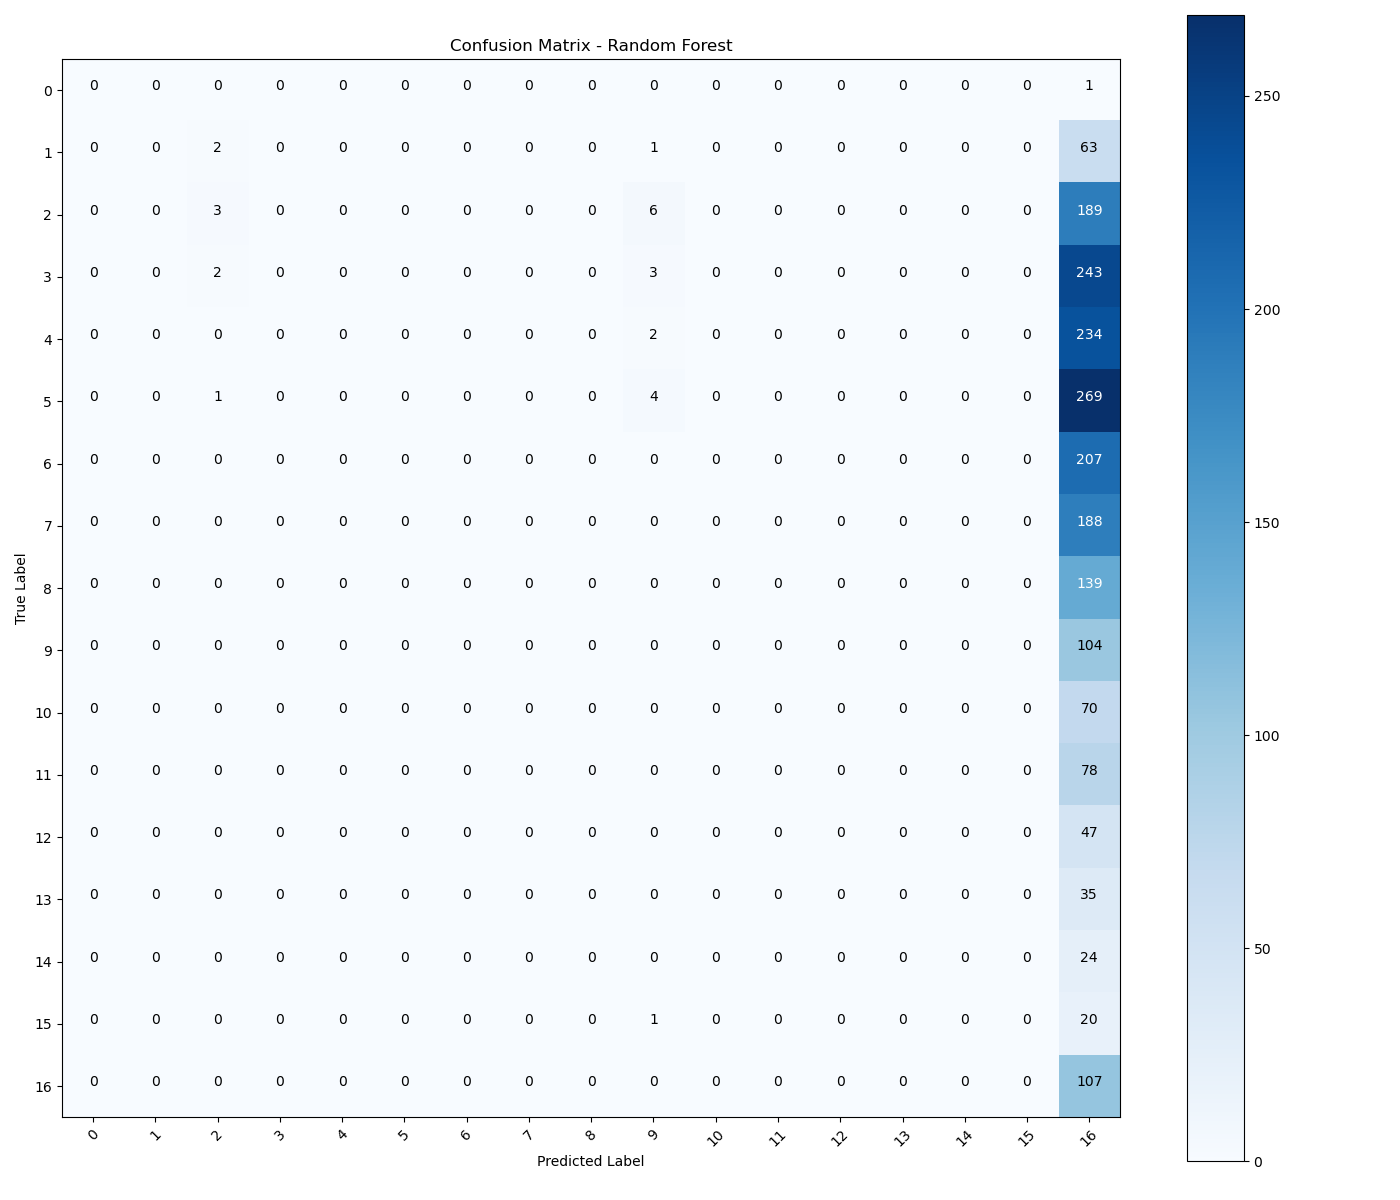 Confusion Matrix - Random Forest
0 0 0 0 0 0 0 0 0 0 0 0 0 0 0 0 0 1
1 0 0 2 0 0 0 0 0 0 1 0 0 0 0 0 0 63
2 0 0 3 0 0 0 0 0 0 6 0 0 0 0 0 0 189
3 0 0 2 0 0 0 0 0 0 3 0 0 0 0 0 0 243
4 0 0 0 0 0 0 0 0 0 2 0 0 0 0 0 0 234
5 0 0 1 0 0 0 0 0 0 4 0 0 0 0 0 0 269
6 0 0 0 0 0 0 0 0 0 0 0 0 0 0 0 0 207
7 0 0 0 0 0 0 0 0 0 0 0 0 0 0 0 0 188
8 0 0 0 0 0 0 0 0 0 0 0 0 0 0 0 0 139
9 0 0 0 0 0 0 0 0 0 0 0 0 0 0 0 0 104
10 0 0 0 0 0 0 0 0 0 0 0 0 0 0 0 0 70
11 0 0 0 0 0 0 0 0 0 0 0 0 0 0 0 0 78
12 0 0 0 0 0 0 0 0 0 0 0 0 0 0 0 0 47
13 0 0 0 0 0 0 0 0 0 0 0 0 0 0 0 0 35
14 0 0 0 0 0 0 0 0 0 0 0 0 0 0 0 0 24
15 0 0 0 0 0 0 0 0 0 1 0 0 0 0 0 0 20
16 0 0 0 0 0 0 0 0 0 0 0 0 0 0 0 0 107
0 1 2 3 4 5 6 7 8 9 10 11 12 13 14 15 16
Predicted Label
True Label
250
200
150
100
50
0